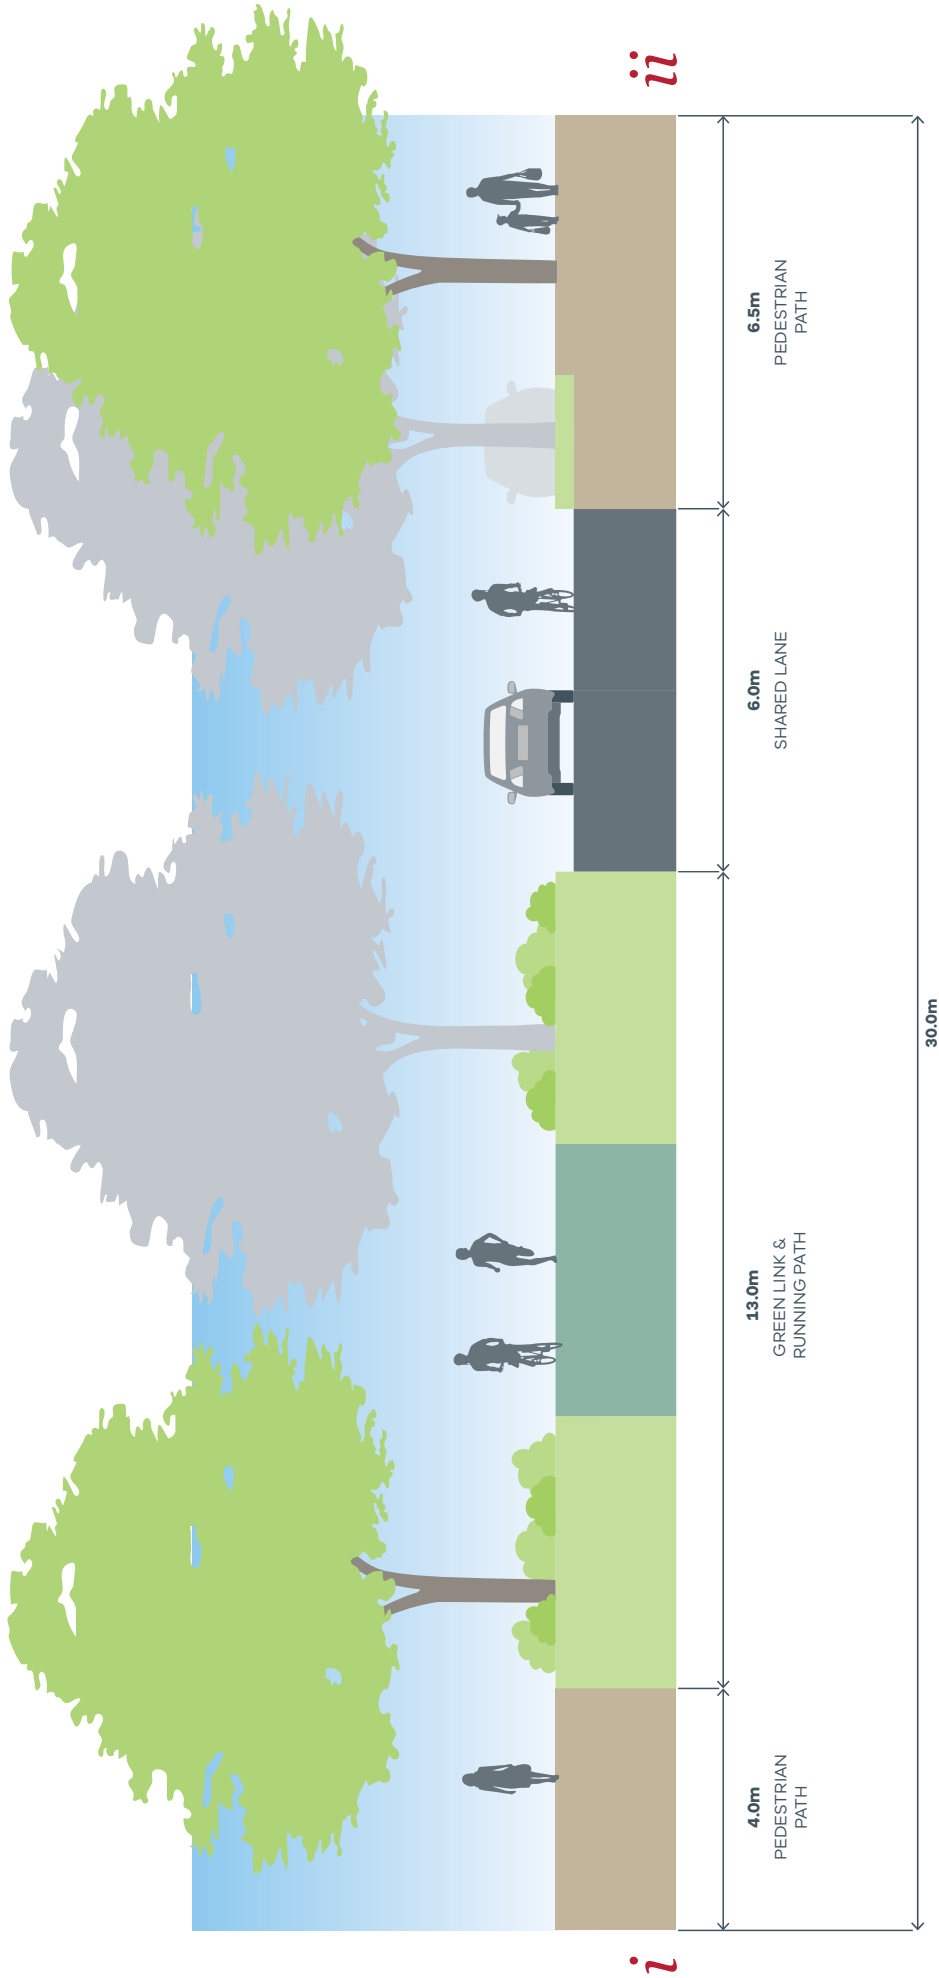 i
ii
4.0m
PEDESTRIAN
PATH
13.0m
GREEN LINK &
RUNNING PATH
6.0m
SHARED LANE
6.5m
PEDESTRIAN
PATH
30.0m